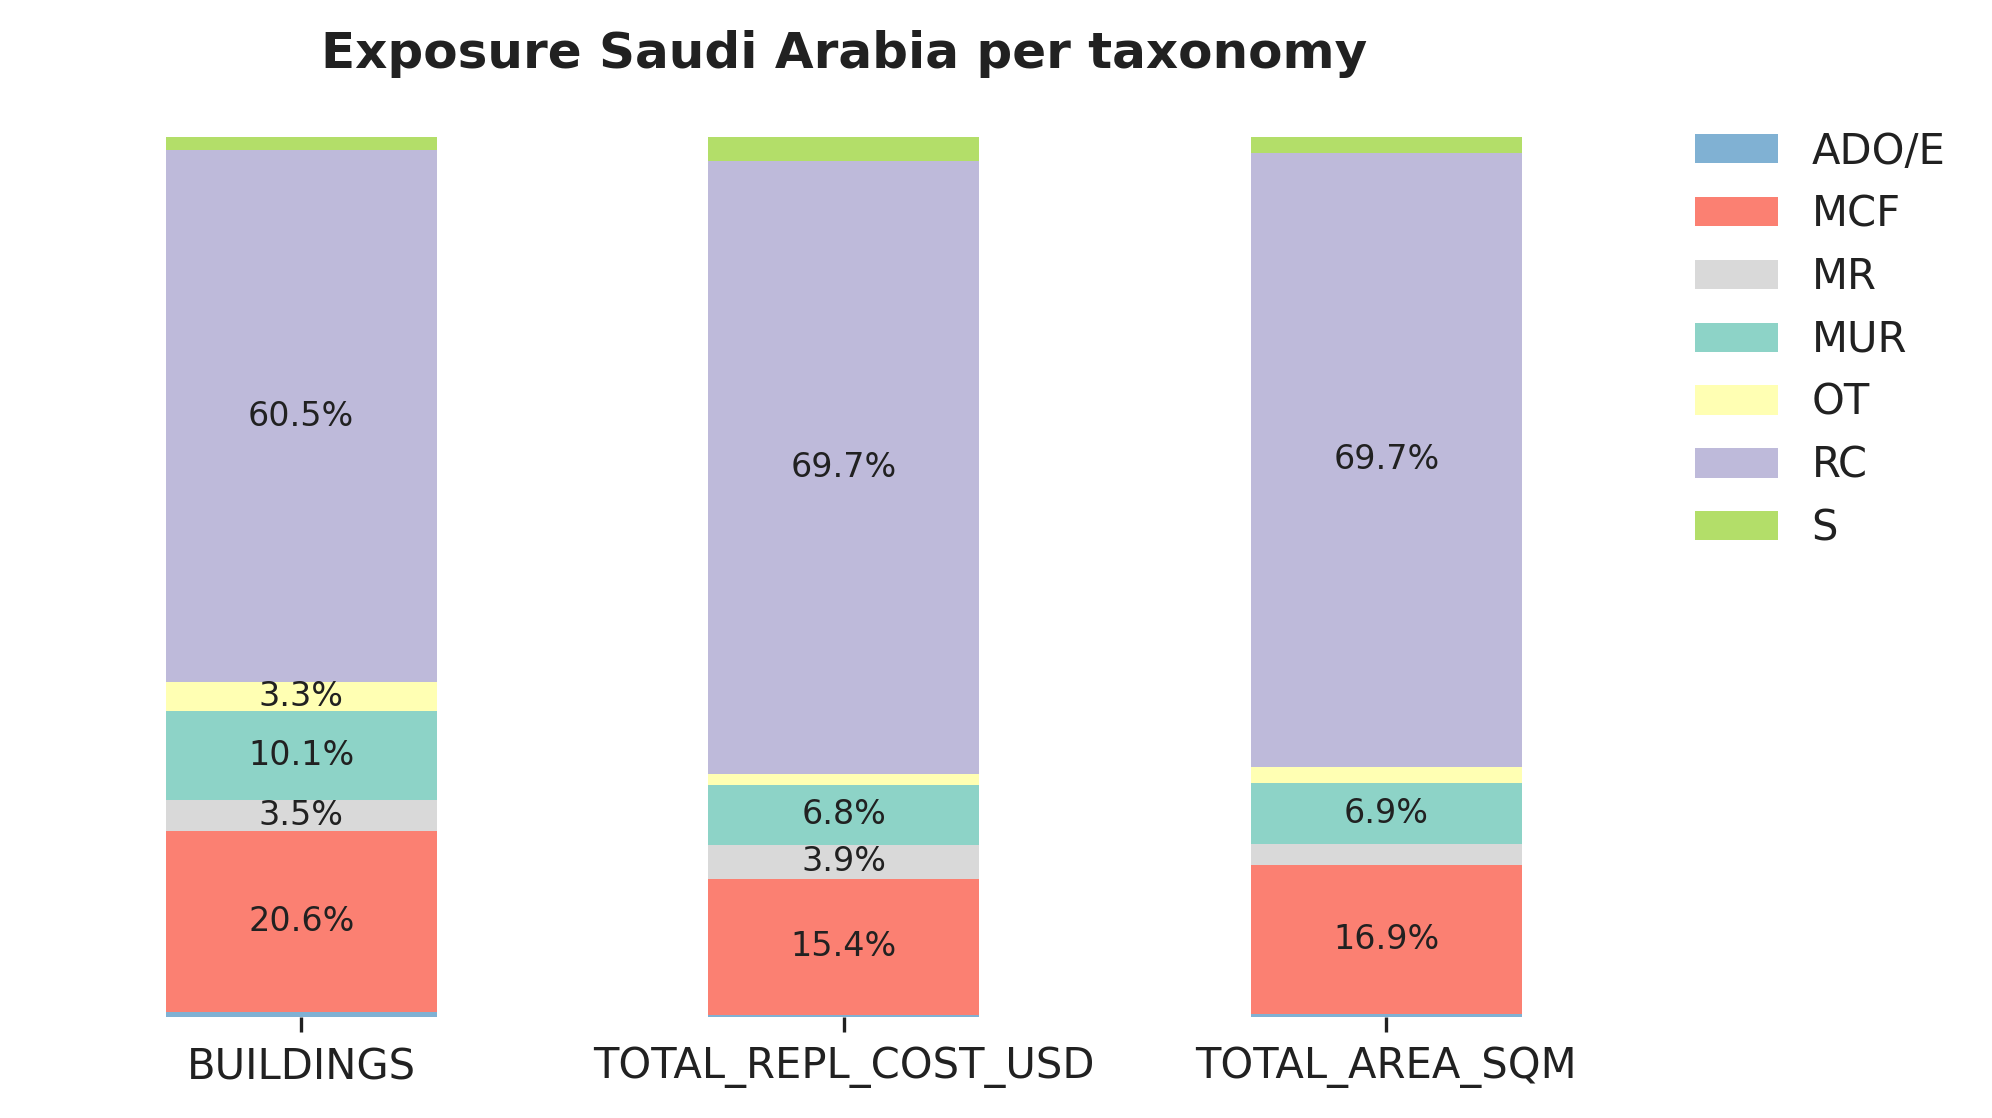 Exposure Saudi Arabia per taxonomy
60.5%
3.3%
10.1%
3.5%
20.6%
69.7%
6.8%
3.9%
15.4%
69.7%
6.9%
16.9%
BUILDINGS
TOTAL_REPL_COST_USD
TOTAL_AREA_SQM
ADO/E
MCF
MR
MUR
OT
RC
S